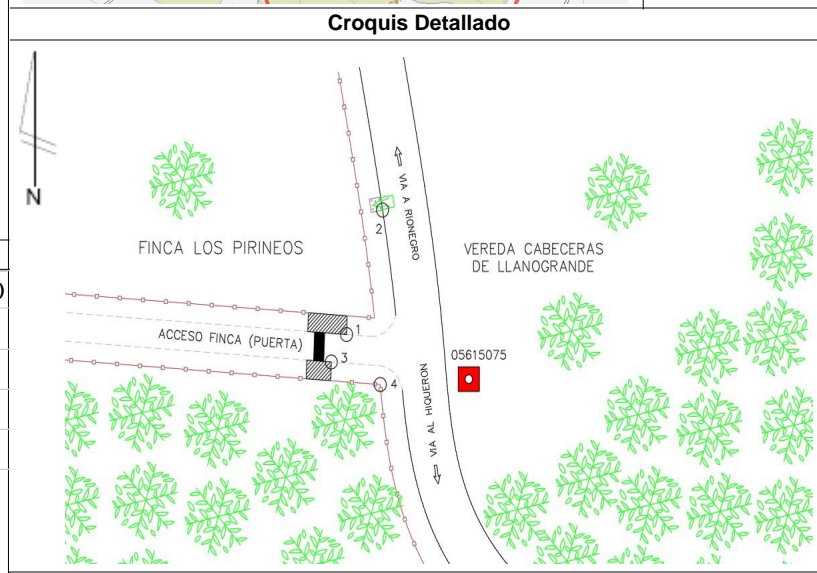 Croquis Detallado
N
VIA A RIONEGRO
2
FINCA LOS PIRINEOS
VEREDA CABECERAS
DE LLANOGRANDE
ACCESO FINCA (PUERTA)
1
3
4
05615075
VIA AL HIQUERON
)